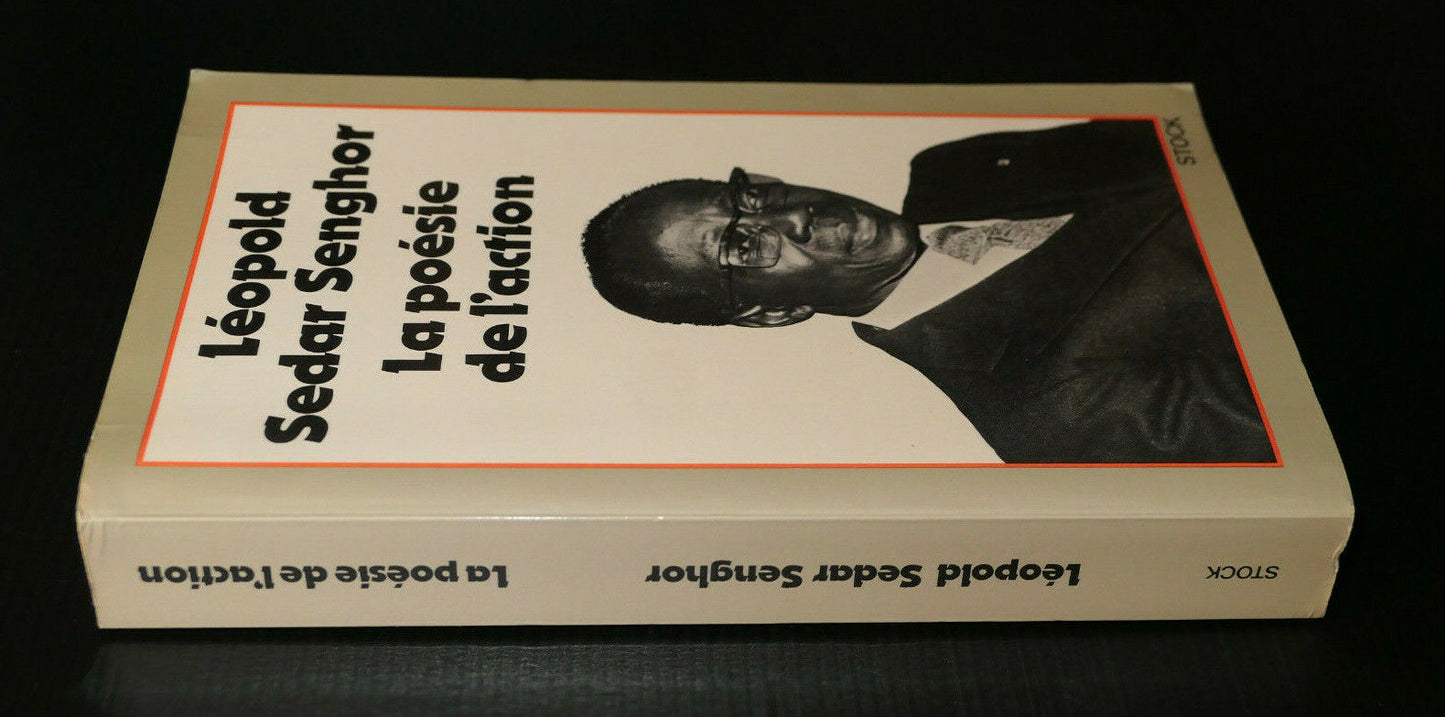 Léopold
Sedar Senghor
La poésie
de l'action
STOCK
La poésie de l'action
Léopold Sedar Senghor
STOCK